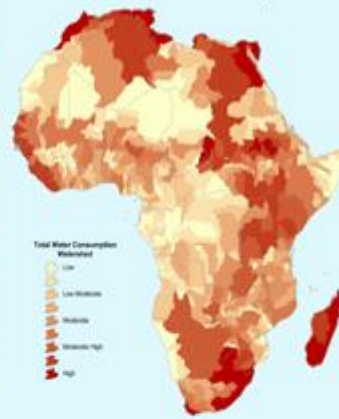 Total Water Consumption
Watershed
Low
Low-Moderate
Moderate
Moderate High
High